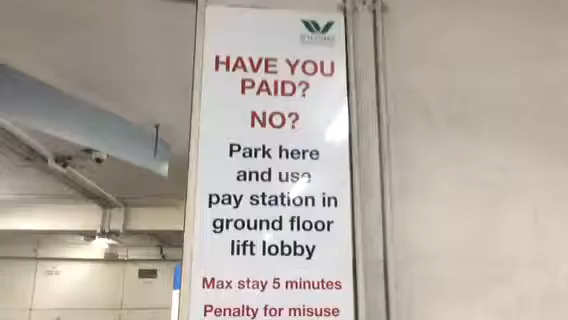 HAVE YOU
PAID?
NO?
Park here
and use
pay station in
ground floor
lift lobby
Max stay 5 minutes
Penalty for misuse